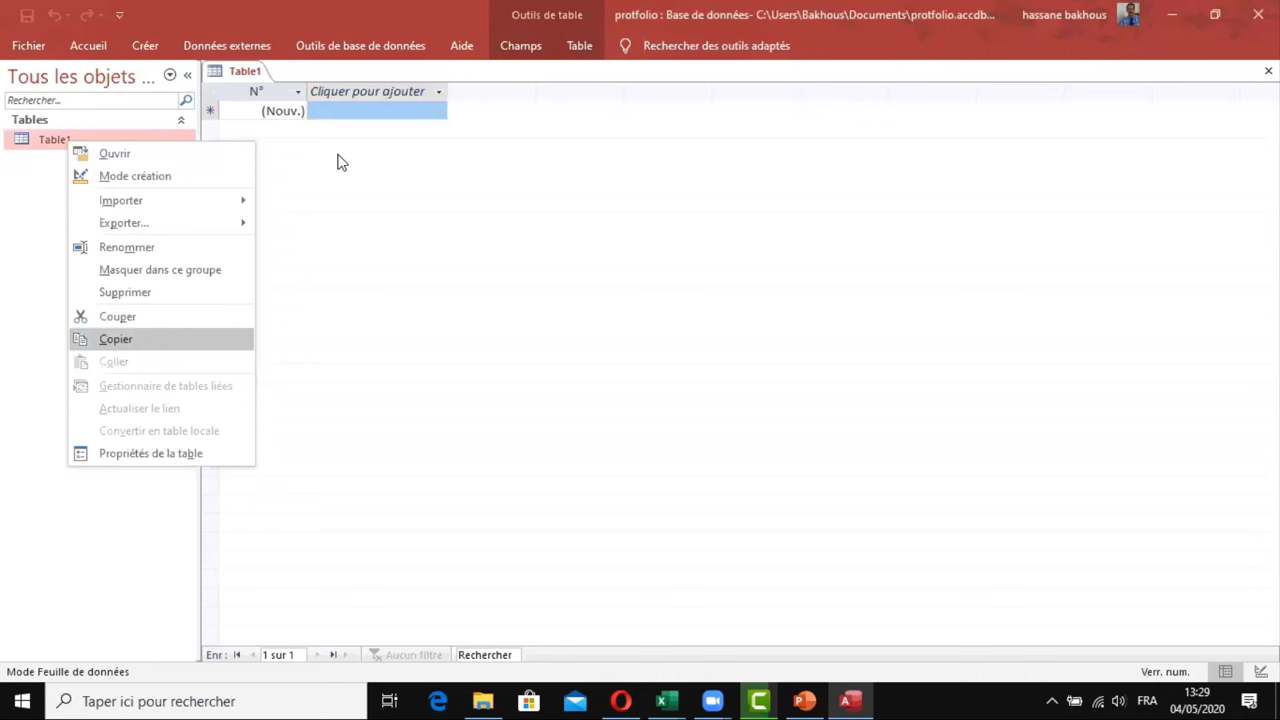 Outils de table
protfolio : Base de données- C:\Users\Bakhous\Documents\protfolio.accdb...
hassane bakhous
Fichier
Accueil
Créer
Données externes
Outils de base de données
Aide
Champs
Table
Rechercher des outils adaptés
Tous les objets ...
Rechercher...
Tables
Table1
Table1
N°
Cliquer pour ajouter
(Nouv.)
Ouvrir
Mode création
Importer
Exporter...
Renommer
Masquer dans ce groupe
Supprimer
Couper
Copier
Coller
Gestionnaire de tables liées
Actualiser le lien
Convertir en table locale
Propriétés de la table
Enr : 1 sur 1
Aucun filtre
Rechercher
Mode Feuille de données
Verr. num.
Taper ici pour rechercher
FRA
13:29
04/05/2020